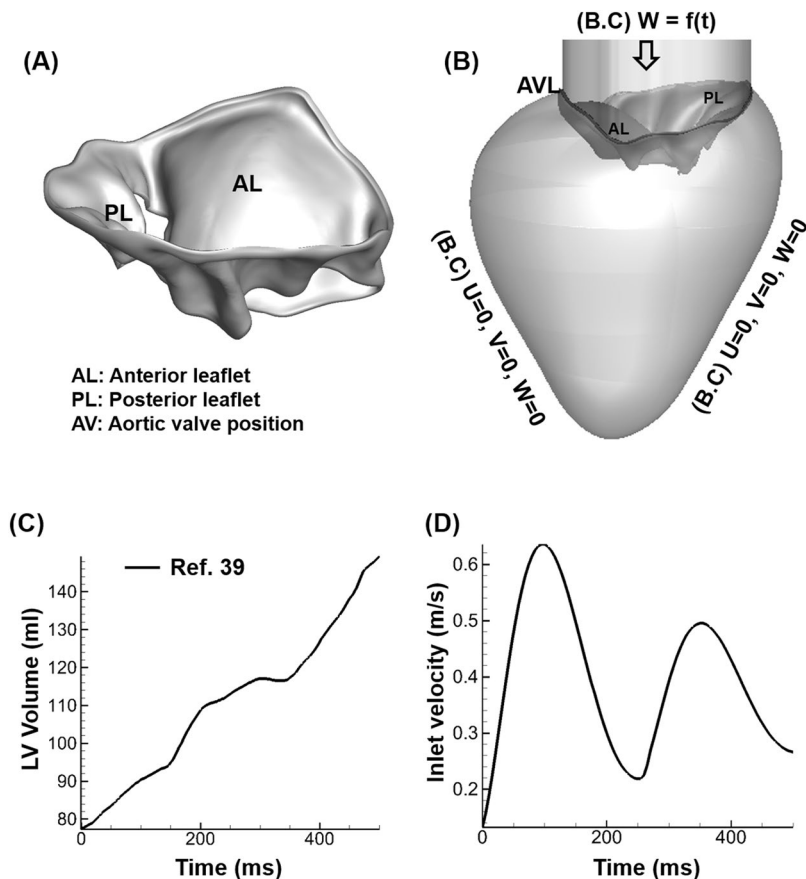 (A)
AL
PL
AL: Anterior leaflet
PL: Posterior leaflet
AV: Aortic valve position
(B.C) W = f(t)
(B)
AVL
PL
AL
(B.C) U=0, V=0, W=0
(B.C) U=0, V=0, W=0
(C)
Ref. 39
LV Volume (ml)
140
130
120
110
100
90
80
0
200
400
Time (ms)
(D)
Inlet velocity (m/s)
0.6
0.5
0.4
0.3
0.2
0
200
400
Time (ms)